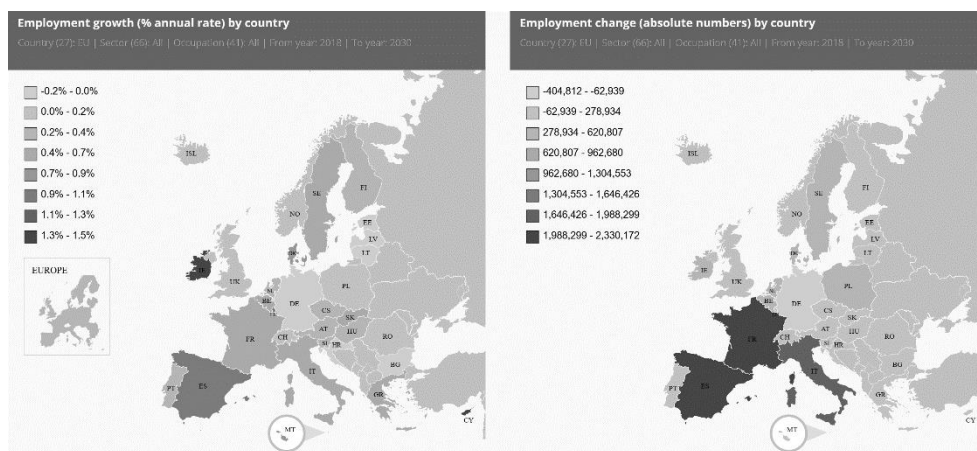 Employment growth (% annual rate) by country
Country (27): EU | Sector (66): All | Occupation (41): All | From year: 2018 | To year: 2030
-0.2% - 0.0%
0.0% - 0.2%
0.2% - 0.4%
0.4% - 0.7%
0.7% - 0.9%
0.9% - 1.1%
1.1% - 1.3%
1.3% - 1.5%
EUROPE
ISL
NO
SE
FI
EE
LV
LT
DK
IE
UK
NL
BE
DE
PL
CS
SK
AT
HU
CH
FR
SI
HR
RO
BG
IT
PT
ES
GR
CY
MT
Employment change (absolute numbers) by country
Country (27): EU | Sector (66): All | Occupation (41): All | From year: 2018 | To year: 2030
-404,812 - -62,939
-62,939 - 278,934
278,934 - 620,807
620,807 - 962,680
962,680 - 1,304,553
1,304,553 - 1,646,426
1,646,426 - 1,988,299
1,988,299 - 2,330,172
ISL
NO
SE
FI
EE
LV
LT
DK
IE
UK
BE
DE
PL
CS
SK
AT
HU
CH
FR
HR
RO
BG
IT
PT
ES
GR
CY
MT